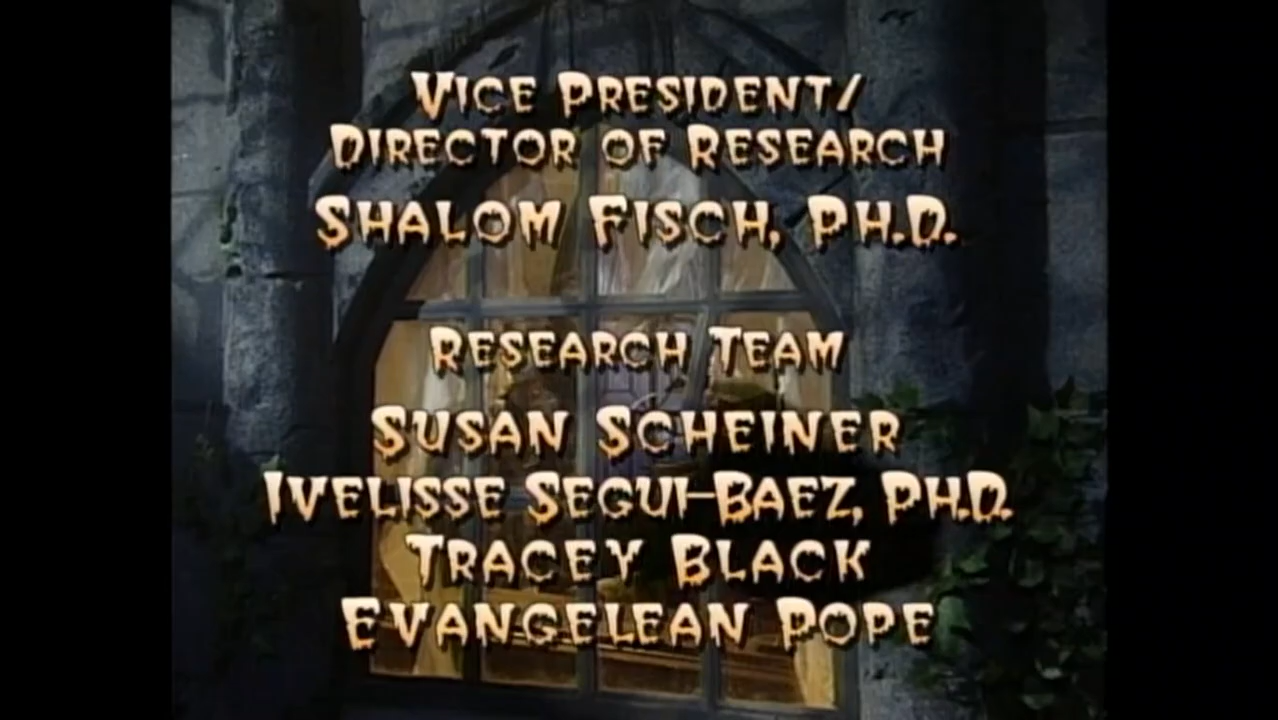 Vice President/
Director of Research
Shalom Fisch, Ph.D.
Research Team
Susan Scheiner
Ivelisse Segui-Baez, Ph.D.
Tracey Black
Evangelean Pope